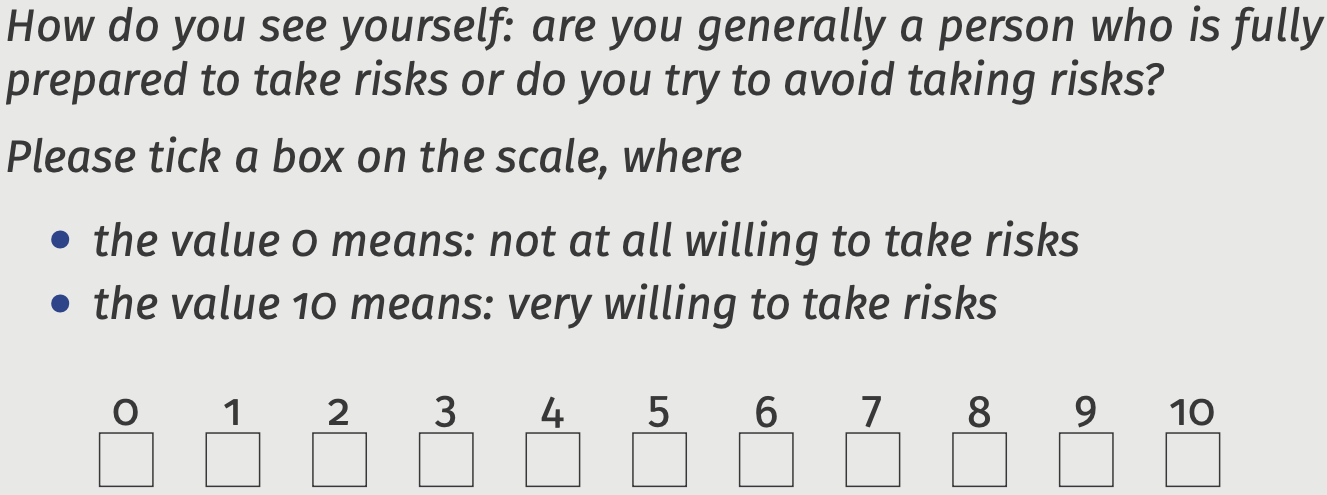 How do you see yourself: are you generally a person who is fully
prepared to take risks or do you try to avoid taking risks?
Please tick a box on the scale, where
• the value 0 means: not at all willing to take risks
• the value 10 means: very willing to take risks
0 1 2 3 4 5 6 7 8 9 10